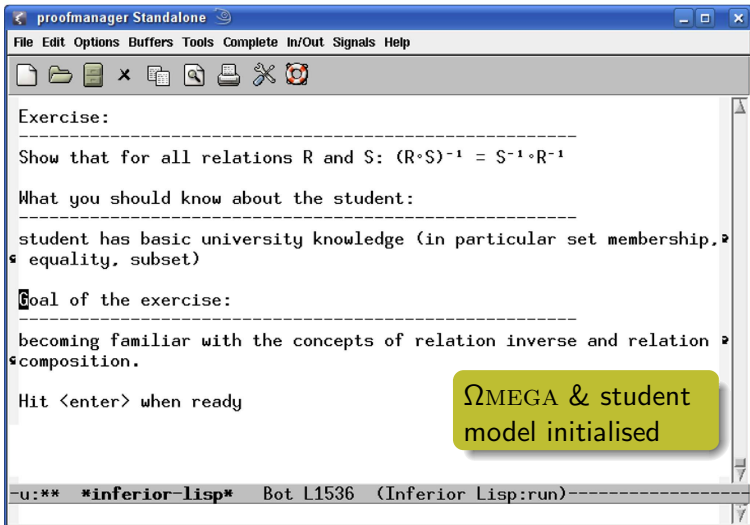 proofmanager Standalone
File Edit Options Buffers Tools Complete In/Out Signals Help
Exercise:
-------------------------------------------------------
Show that for all relations R and S: (R∘S)⁻¹ = S⁻¹∘R⁻¹
What you should know about the student:
-------------------------------------------------------
student has basic university knowledge (in particular set membership,
equality, subset)
Goal of the exercise:
-------------------------------------------------------
becoming familiar with the concepts of relation inverse and relation
composition.
Hit <enter> when ready
ΩMEGA & student
model initialised
-u:** *inferior-lisp* Bot L1536 (Inferior Lisp:run)------------------